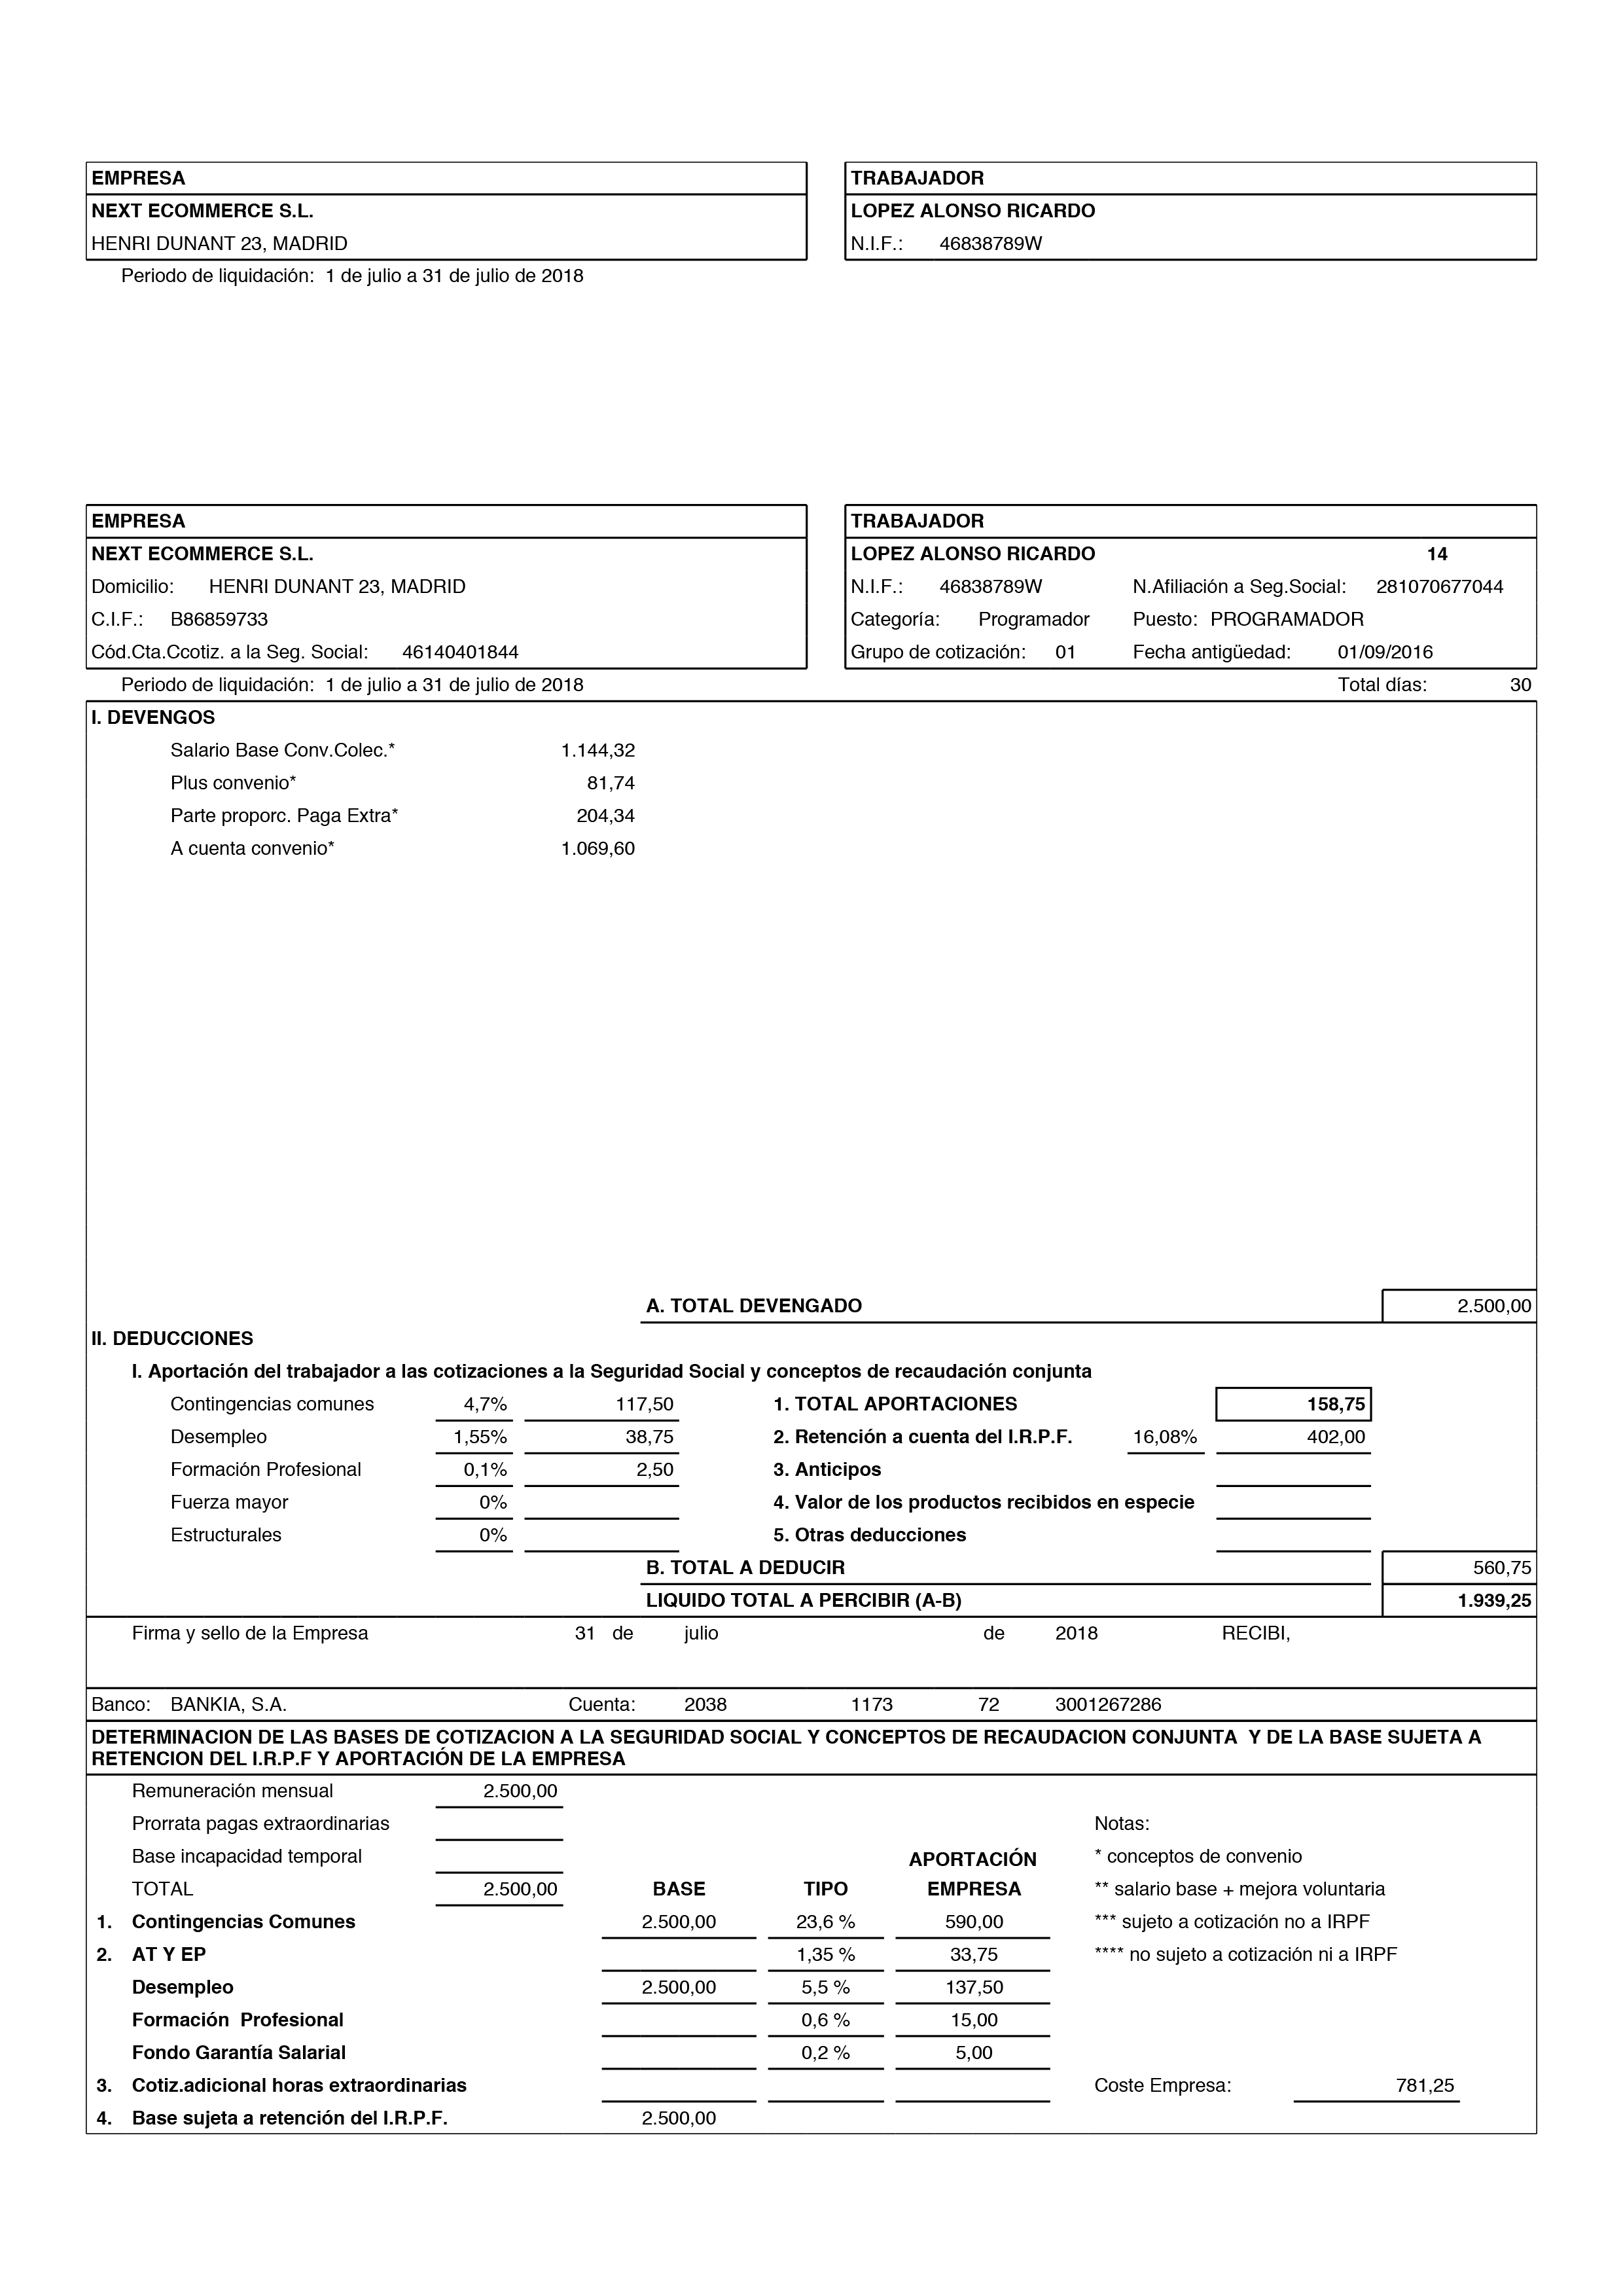 EMPRESA
NEXT ECOMMERCE S.L.
HENRI DUNANT 23, MADRID
TRABAJADOR
LOPEZ ALONSO RICARDO
N.I.F.: 46838789W
Periodo de liquidación: 1 de julio a 31 de julio de 2018
EMPRESA
NEXT ECOMMERCE S.L.
Domicilio: HENRI DUNANT 23, MADRID
C.I.F.: B86859733
Cód.Cta.Ccotiz. a la Seg. Social: 46140401844
TRABAJADOR
LOPEZ ALONSO RICARDO 14
N.I.F.: 46838789W N.Afiliación a Seg.Social: 281070677044
Categoría: Programador Puesto: PROGRAMADOR
Grupo de cotización: 01 Fecha antigüedad: 01/09/2016
Periodo de liquidación: 1 de julio a 31 de julio de 2018 Total días: 30
I. DEVENGOS
Salario Base Conv.Colec.* 1.144,32
Plus convenio* 81,74
Parte proporc. Paga Extra* 204,34
A cuenta convenio* 1.069,60
A. TOTAL DEVENGADO 2.500,00
II. DEDUCCIONES
I. Aportación del trabajador a las cotizaciones a la Seguridad Social y conceptos de recaudación conjunta
Contingencias comunes 4,7% 117,50 1. TOTAL APORTACIONES 158,75
Desempleo 1,55% 38,75 2. Retención a cuenta del I.R.P.F. 16,08% 402,00
Formación Profesional 0,1% 2,50 3. Anticipos
Fuerza mayor 0% 4. Valor de los productos recibidos en especie
Estructurales 0% 5. Otras deducciones
B. TOTAL A DEDUCIR 560,75
LIQUIDO TOTAL A PERCIBIR (A-B) 1.939,25
Firma y sello de la Empresa 31 de julio de 2018 RECIBI,
Banco: BANKIA, S.A. Cuenta: 2038 1173 72 3001267286
DETERMINACION DE LAS BASES DE COTIZACION A LA SEGURIDAD SOCIAL Y CONCEPTOS DE RECAUDACION CONJUNTA Y DE LA BASE SUJETA A
RETENCION DEL I.R.P.F Y APORTACIÓN DE LA EMPRESA
Remuneración mensual 2.500,00
Prorrata pagas extraordinarias Notas:
Base incapacidad temporal APORTACIÓN * conceptos de convenio
TOTAL 2.500,00 BASE TIPO EMPRESA ** salario base + mejora voluntaria
1. Contingencias Comunes 2.500,00 23,6 % 590,00 *** sujeto a cotización no a IRPF
2. AT Y EP 1,35 % 33,75 **** no sujeto a cotización ni a IRPF
Desempleo 2.500,00 5,5 % 137,50
Formación Profesional 0,6 % 15,00
Fondo Garantía Salarial 0,2 % 5,00
3. Cotiz.adicional horas extraordinarias Coste Empresa: 781,25
4. Base sujeta a retención del I.R.P.F. 2.500,00